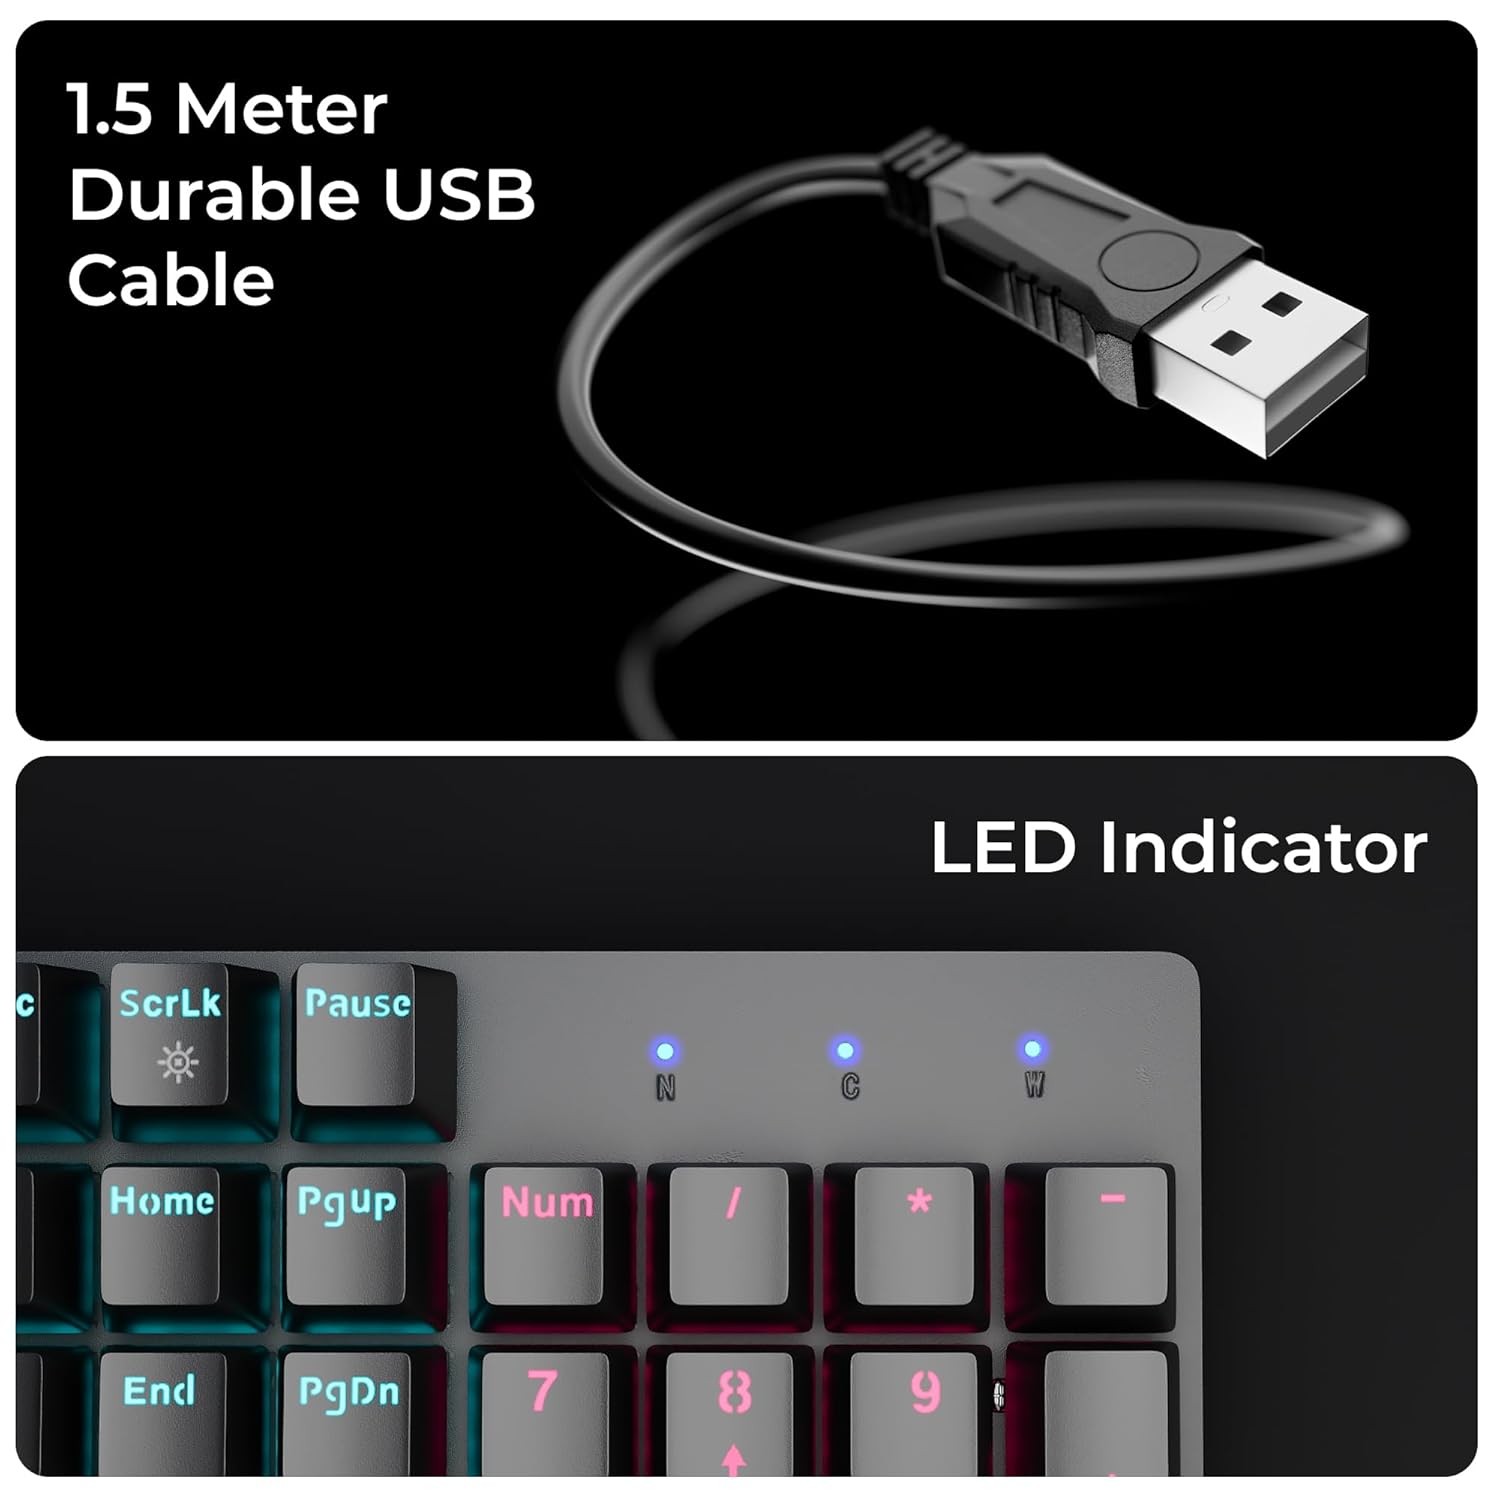 1.5 Meter
Durable USB
Cable
LED Indicator
c ScrLk Pause
N C W
Home PgUp Num / * -
End PgDn 7 8 9